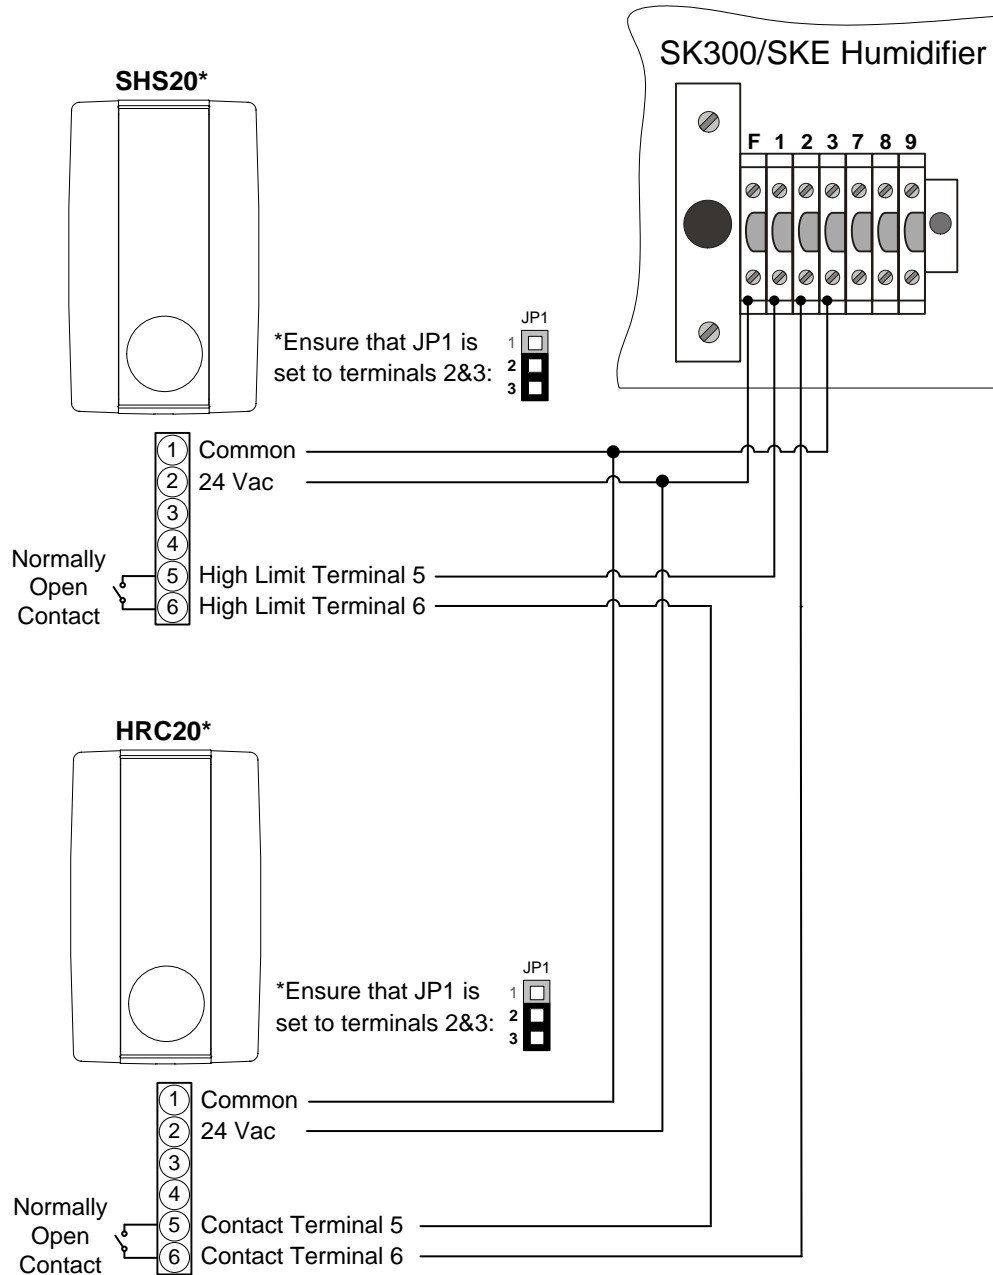 SK300/SKE Humidifier
SHS20*
F 1 2 3 7 8 9
*Ensure that JP1 is
set to terminals 2&3:
JP1
1
2
3
1 Common
2 24 Vac
3
4
5 High Limit Terminal 5
6 High Limit Terminal 6
Normally
Open
Contact
HRC20*
*Ensure that JP1 is
set to terminals 2&3:
JP1
1
2
3
1 Common
2 24 Vac
3
4
5 Contact Terminal 5
6 Contact Terminal 6
Normally
Open
Contact